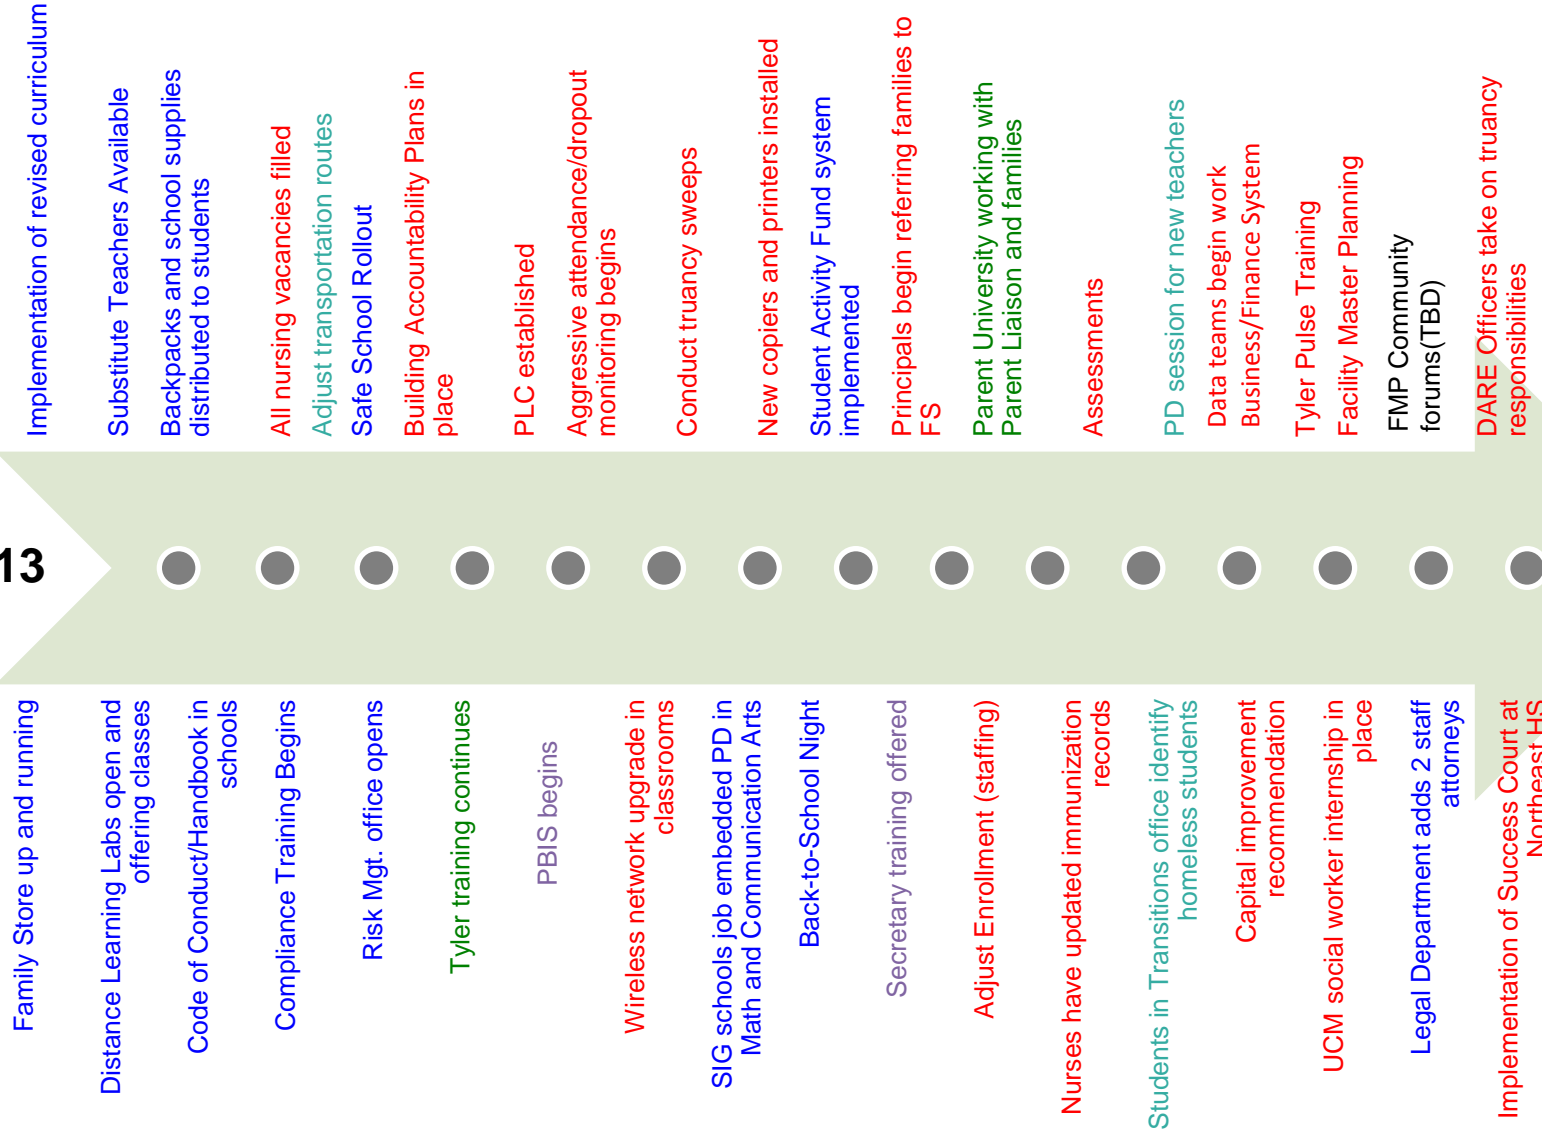 Implementation of revised curriculum
Substitute Teachers Available
Backpacks and school supplies
distributed to students
All nursing vacancies filled
Adjust transportation routes
Safe School Rollout
Building Accountability Plans in
place
PLC established
Aggressive attendance/dropout
monitoring begins
Conduct truancy sweeps
New copiers and printers installed
Student Activity Fund system
implemented
Principals begin referring families to
FS
Parent University working with
Parent Liaison and families
Assessments
PD session for new teachers
Data teams begin work
Business/Finance System
Tyler Pulse Training
Facility Master Planning
FMP Community
forums(TBD)
DARE Officers take on truancy
responsibilities
13
Family Store up and running
Distance Learning Labs open and
offering classes
Code of Conduct/Handbook in
schools
Compliance Training Begins
Risk Mgt. office opens
Tyler training continues
PBIS begins
Wireless network upgrade in
classrooms
SIG schools job embedded PD in
Math and Communication Arts
Back-to-School Night
Secretary training offered
Adjust Enrollment (staffing)
Nurses have updated immunization
records
Students in Transitions office identify
homeless students
Capital improvement
recommendation
UCM social worker internship in
place
Legal Department adds 2 staff
attorneys
Implementation of Success Court at
Northeast HS